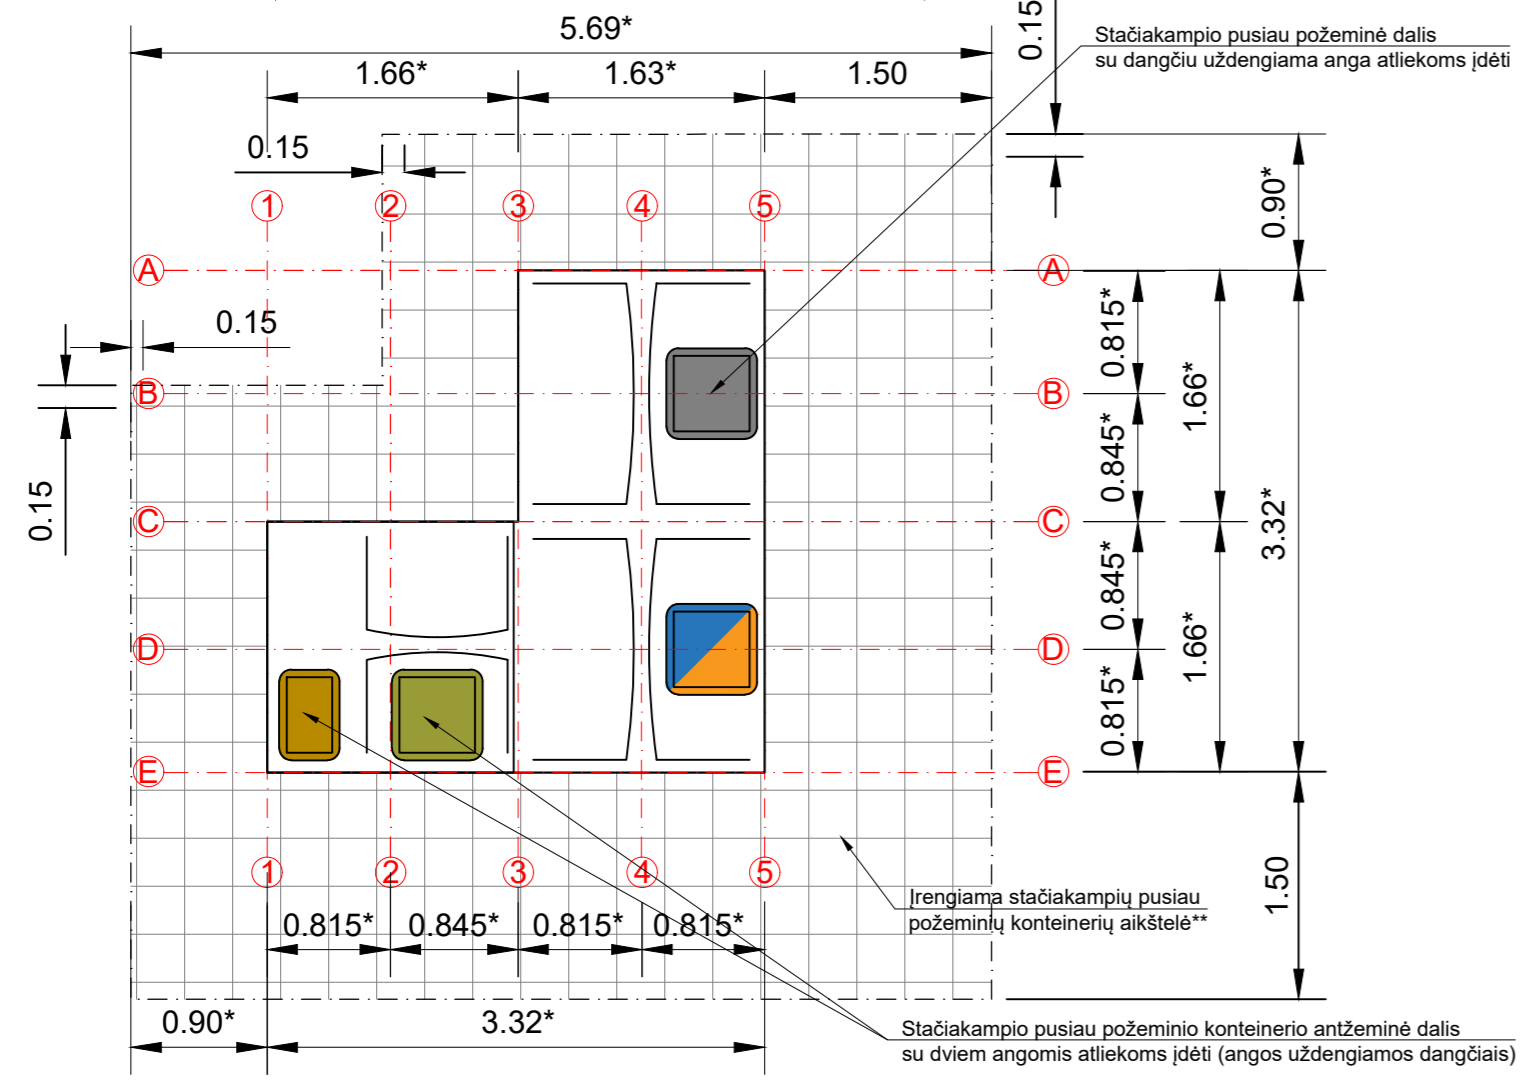 5.69*
0.15
Stačiakampio pusiau požeminė dalis
su dangčiu uždengiama anga atliekoms įdėti
1.66*
1.63*
1.50
0.15
0.90*
1
2
3
4
5
A
A
0.15
0.815*
1.66*
B
B
0.15
0.845*
3.32*
C
C
0.845*
D
D
1.66*
0.815*
E
E
1
2
3
4
5
1.50
0.815*
0.845*
0.815*
0.815*
Įrengiama stačiakampių pusiau
požeminių konteinerių aikštelė**
0.90*
3.32*
Stačiakampio pusiau požeminio konteinerio antžeminė dalis
su dviem angomis atliekoms įdėti (angos uždengiamos dangčiais)